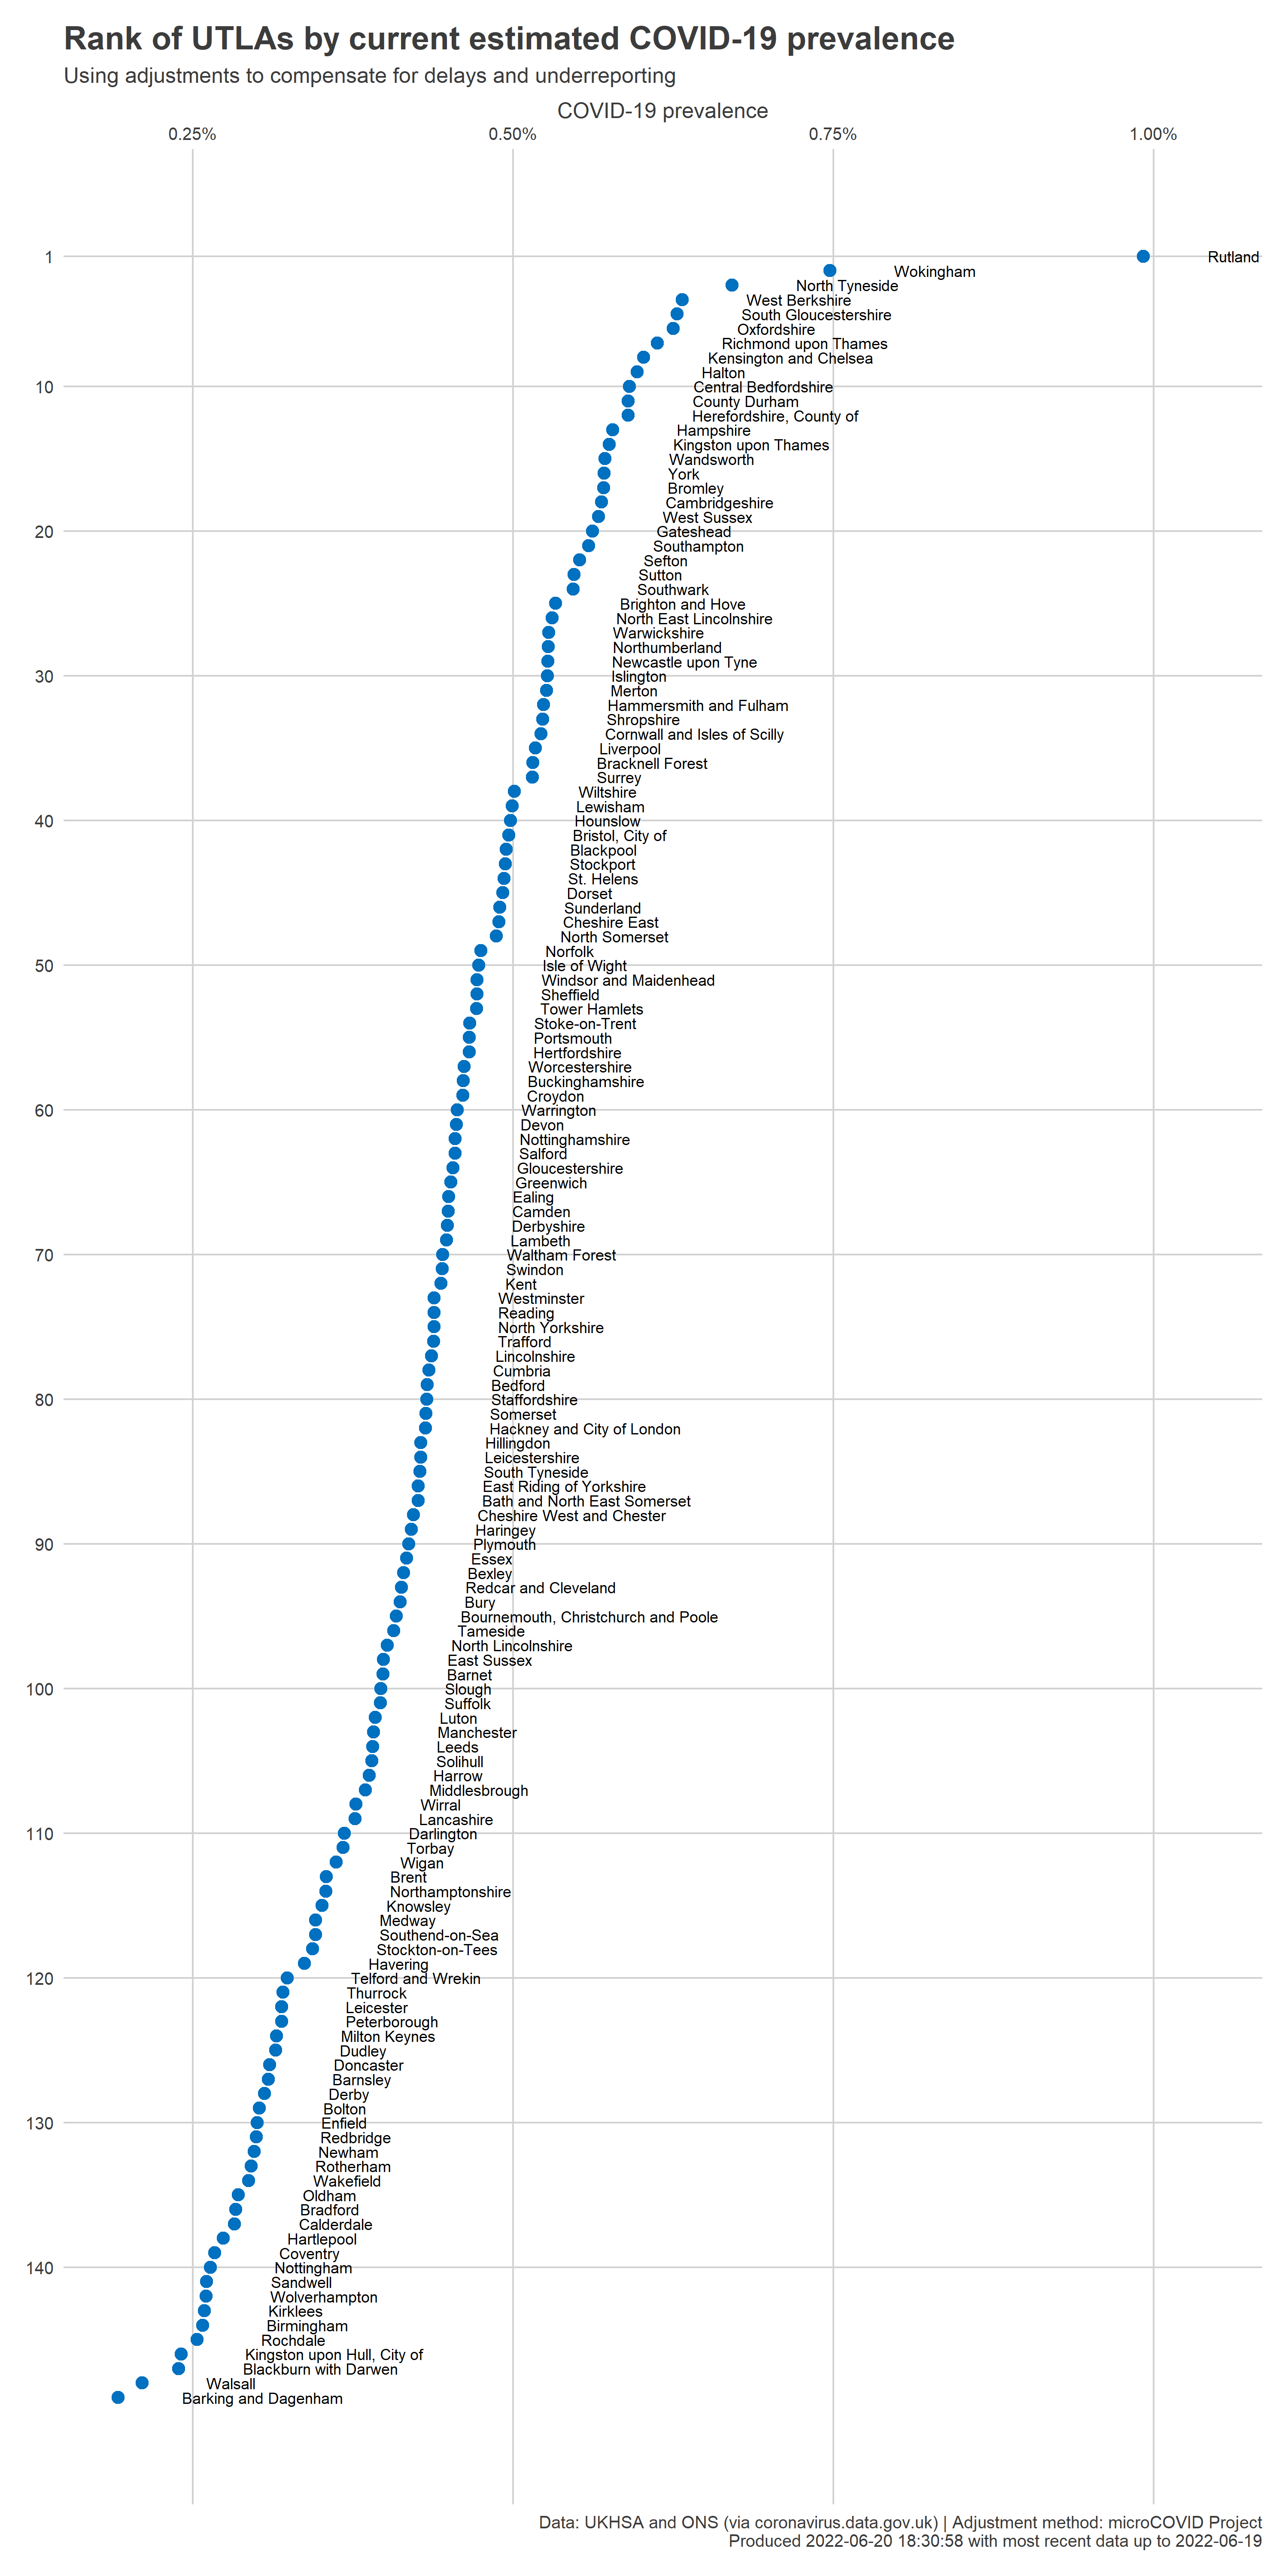 Rank of UTLAs by current estimated COVID-19 prevalence
Using adjustments to compensate for delays and underreporting
COVID-19 prevalence
0.25% 0.50% 0.75% 1.00%
1 Rutland
Wokingham
North Tyneside
West Berkshire
South Gloucestershire
Oxfordshire
Richmond upon Thames
Kensington and Chelsea
Halton
10 Central Bedfordshire
County Durham
Herefordshire, County of
Hampshire
Kingston upon Thames
Wandsworth
York
Bromley
Cambridgeshire
West Sussex
20 Gateshead
Southampton
Sefton
Sutton
Southwark
Brighton and Hove
North East Lincolnshire
Warwickshire
Northumberland
Newcastle upon Tyne
30 Islington
Merton
Hammersmith and Fulham
Shropshire
Cornwall and Isles of Scilly
Liverpool
Bracknell Forest
Surrey
Wiltshire
Lewisham
40 Hounslow
Bristol, City of
Blackpool
Stockport
St. Helens
Dorset
Sunderland
Cheshire East
North Somerset
Norfolk
50 Isle of Wight
Windsor and Maidenhead
Sheffield
Tower Hamlets
Stoke-on-Trent
Portsmouth
Hertfordshire
Worcestershire
Buckinghamshire
Croydon
60 Warrington
Devon
Nottinghamshire
Salford
Gloucestershire
Greenwich
Ealing
Camden
Derbyshire
Lambeth
70 Waltham Forest
Swindon
Kent
Westminster
Reading
North Yorkshire
Trafford
Lincolnshire
Cumbria
Bedford
80 Staffordshire
Somerset
Hackney and City of London
Hillingdon
Leicestershire
South Tyneside
East Riding of Yorkshire
Bath and North East Somerset
Cheshire West and Chester
Haringey
90 Plymouth
Essex
Bexley
Redcar and Cleveland
Bury
Bournemouth, Christchurch and Poole
Tameside
North Lincolnshire
East Sussex
Barnet
100 Slough
Suffolk
Luton
Manchester
Leeds
Solihull
Harrow
Middlesbrough
Wirral
Lancashire
110 Darlington
Torbay
Wigan
Brent
Northamptonshire
Knowsley
Medway
Southend-on-Sea
Stockton-on-Tees
Havering
120 Telford and Wrekin
Thurrock
Leicester
Peterborough
Milton Keynes
Dudley
Doncaster
Barnsley
Derby
Bolton
130 Enfield
Redbridge
Newham
Rotherham
Wakefield
Oldham
Bradford
Calderdale
Hartlepool
Coventry
140 Nottingham
Sandwell
Wolverhampton
Kirklees
Birmingham
Rochdale
Kingston upon Hull, City of
Blackburn with Darwen
Walsall
Barking and Dagenham
Data: UKHSA and ONS (via coronavirus.data.gov.uk) | Adjustment method: microCOVID Project
Produced 2022-06-20 18:30:58 with most recent data up to 2022-06-19